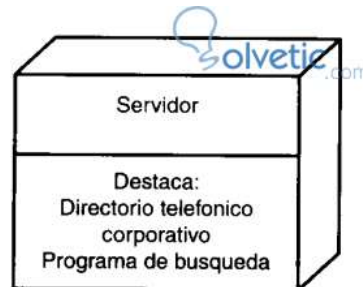 Solvetic.com
Servidor
Destaca:
Directorio telefonico
corporativo
Programa de busqueda